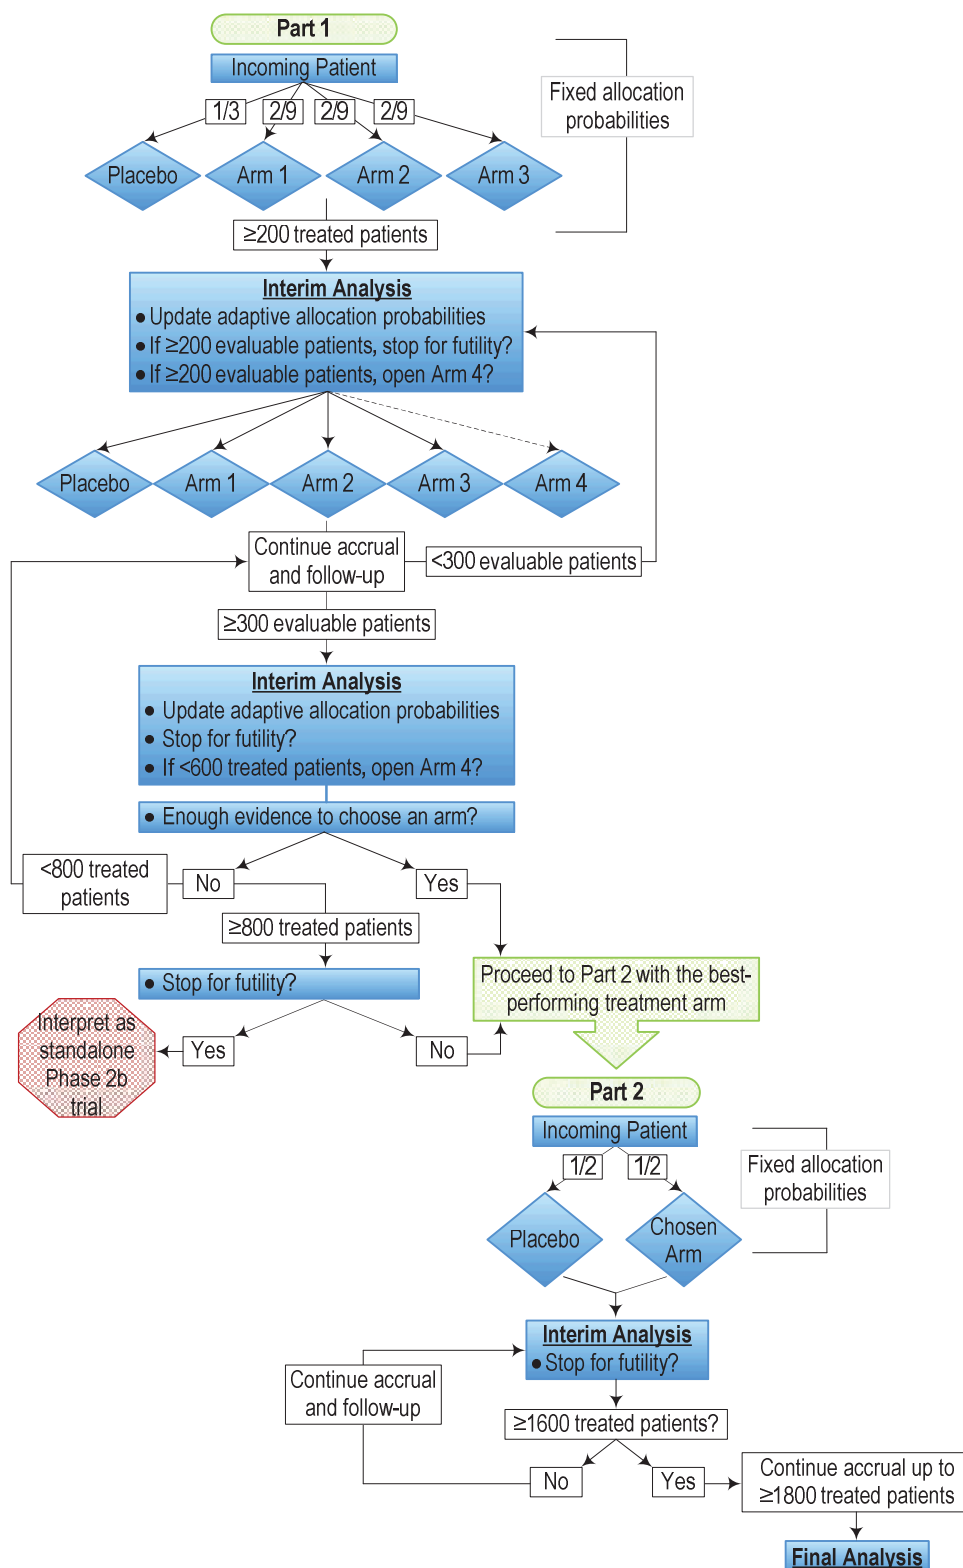 Part 1
Incoming Patient
1/3
2/9
2/9
2/9
Fixed allocation
probabilities
Placebo
Arm 1
Arm 2
Arm 3
≥200 treated patients
Interim Analysis
● Update adaptive allocation probabilities
● If ≥200 evaluable patients, stop for futility?
● If ≥200 evaluable patients, open Arm 4?
Placebo
Arm 1
Arm 2
Arm 3
Arm 4
Continue accrual
and follow-up
<300 evaluable patients
≥300 evaluable patients
Interim Analysis
● Update adaptive allocation probabilities
● Stop for futility?
● If <600 treated patients, open Arm 4?
● Enough evidence to choose an arm?
<800 treated
patients
No
Yes
≥800 treated patients
● Stop for futility?
Proceed to Part 2 with the best-
performing treatment arm
Interpret as
standalone
Phase 2b
trial
Yes
No
Part 2
Incoming Patient
1/2
1/2
Fixed allocation
probabilities
Placebo
Chosen
Arm
Interim Analysis
● Stop for futility?
Continue accrual
and follow-up
≥1600 treated patients?
No
Yes
Continue accrual up to
≥1800 treated patients
Final Analysis